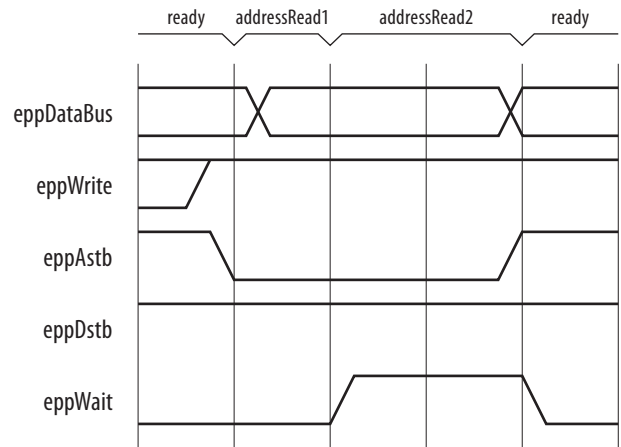 ready addressRead1 addressRead2 ready
eppDataBus
eppWrite
eppAstb
eppDstb
eppWait